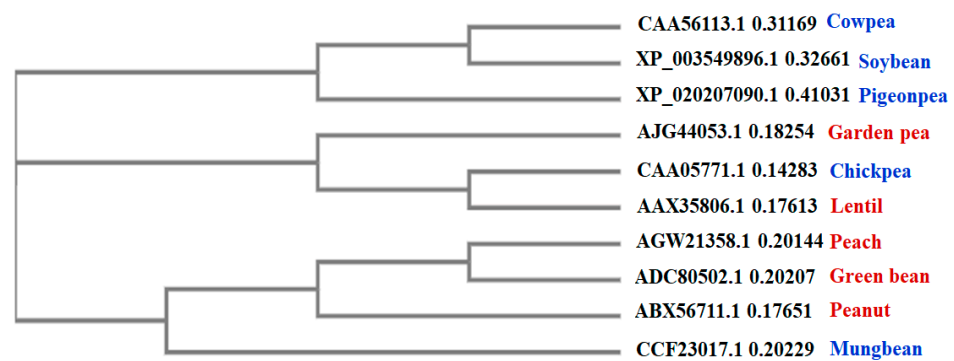 CAA56113.1 0.31169 Cowpea
XP_003549896.1 0.32661 Soybean
XP_020207090.1 0.41031 Pigeonpea
AJG44053.1 0.18254 Garden pea
CAA05771.1 0.14283 Chickpea
AAX35806.1 0.17613 Lentil
AGW21358.1 0.20144 Peach
ADC80502.1 0.20207 Green bean
ABX56711.1 0.17651 Peanut
CCF23017.1 0.20229 Mungbean